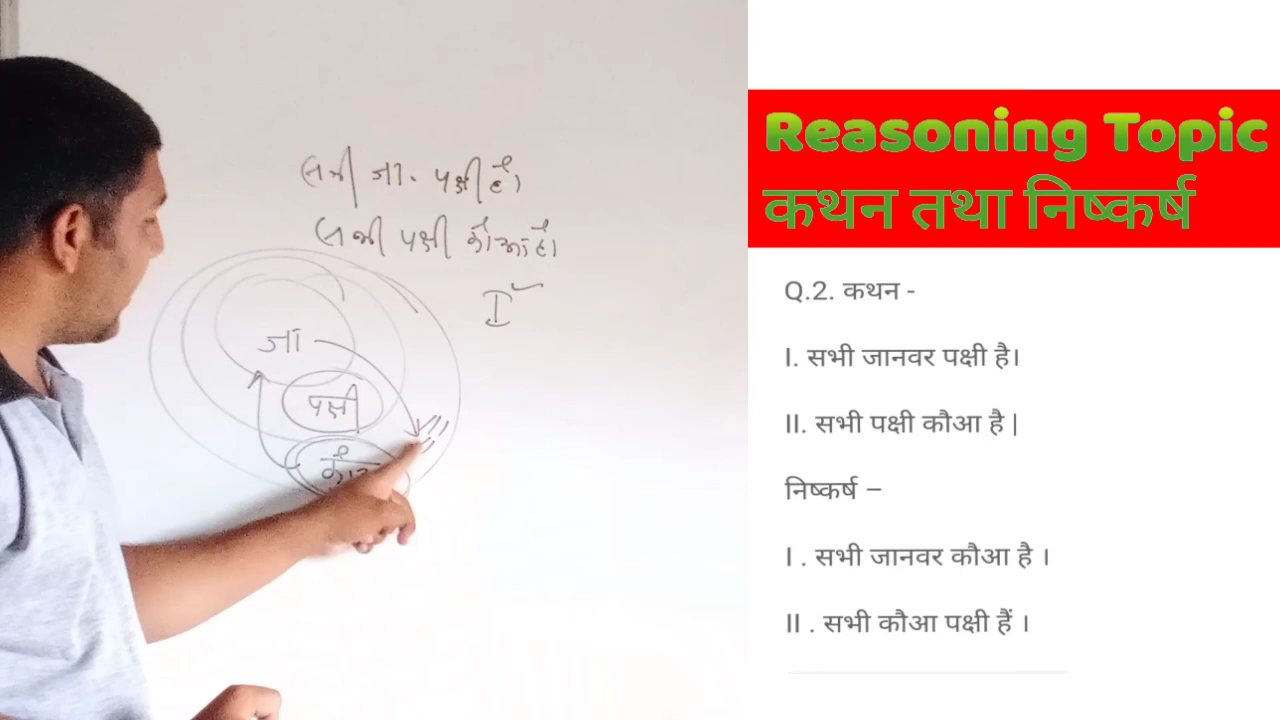 सभी जा. पक्षी है।
सभी पक्षी कौआ है।
I
जा
पक्षी
Reasoning Topic
कथन तथा निष्कर्ष
Q.2. कथन -
I. सभी जानवर पक्षी है।
II. सभी पक्षी कौआ है |
निष्कर्ष –
I . सभी जानवर कौआ है ।
II . सभी कौआ पक्षी हैं ।